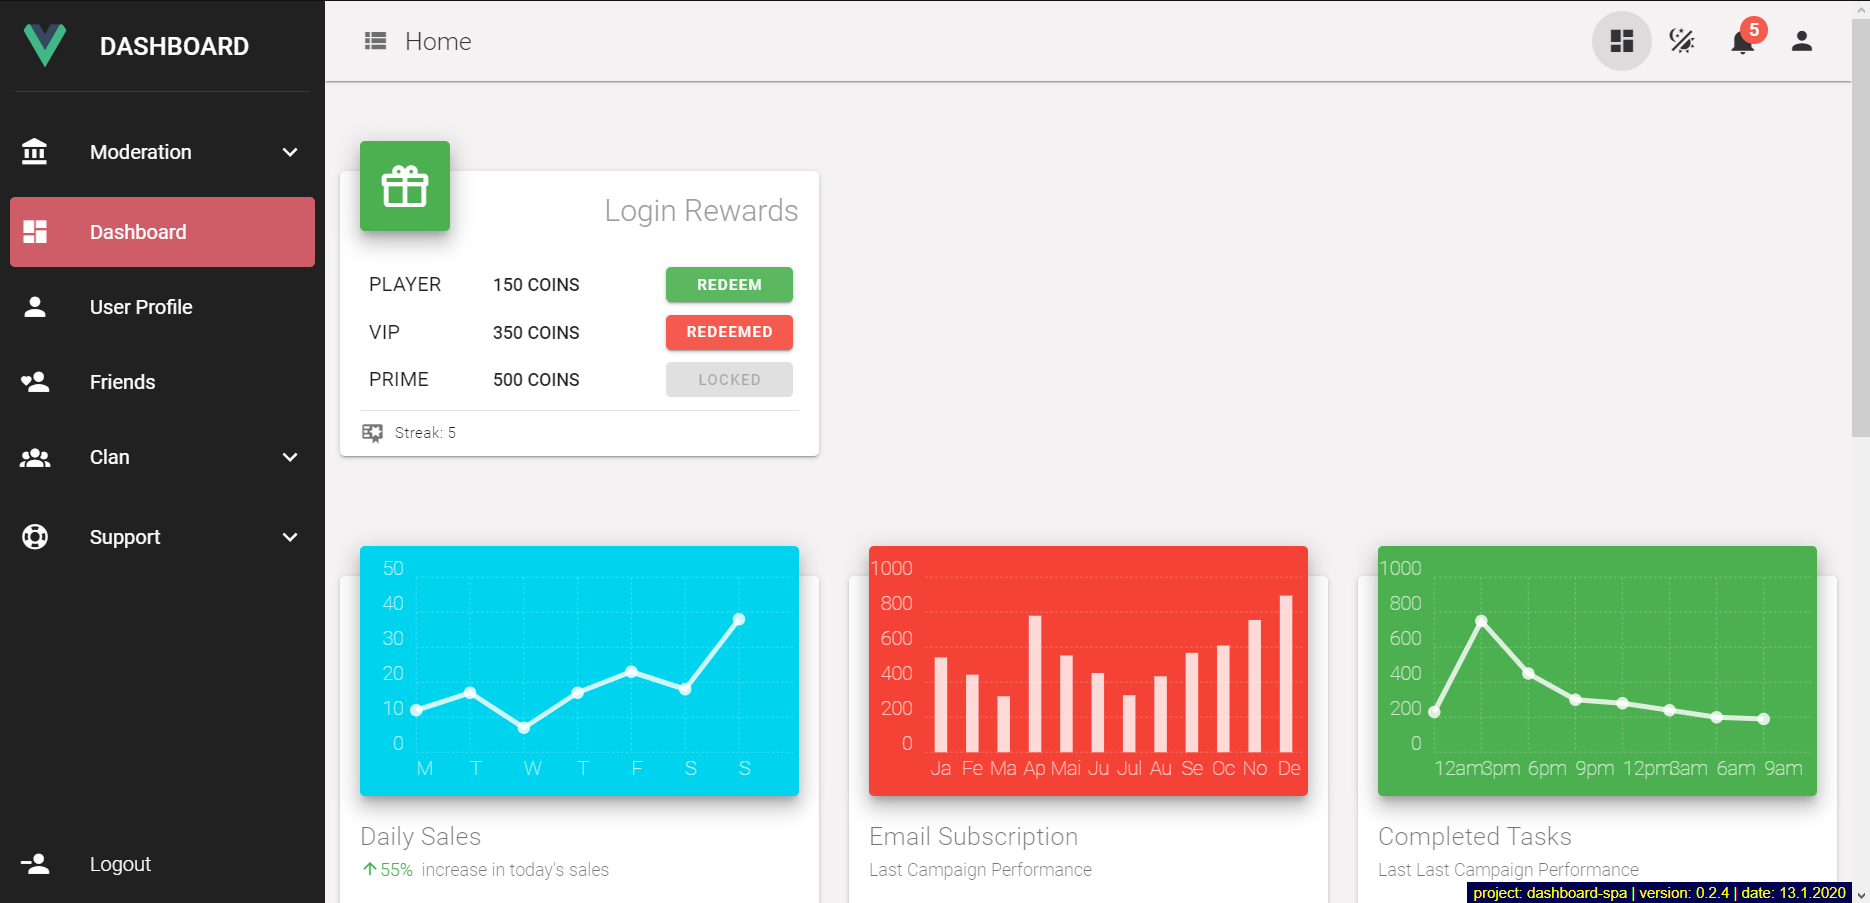 DASHBOARD
Home
5
Moderation
Dashboard
User Profile
Friends
Clan
Support
Logout
Login Rewards
PLAYER 150 COINS REDEEM
VIP 350 COINS REDEEMED
PRIME 500 COINS LOCKED
Streak: 5
50
40
30
20
10
0
M T W T F S S
Daily Sales
55% increase in today's sales
1000
800
600
400
200
0
Ja Fe Ma Ap Mai Ju Jul Au Se Oc No De
Email Subscription
Last Campaign Performance
1000
800
600
400
200
0
12am 3pm 6pm 9pm 12pm 3am 6am 9am
Completed Tasks
Last Last Campaign Performance
project: dashboard-spa | version: 0.2.4 | date: 13.1.2020